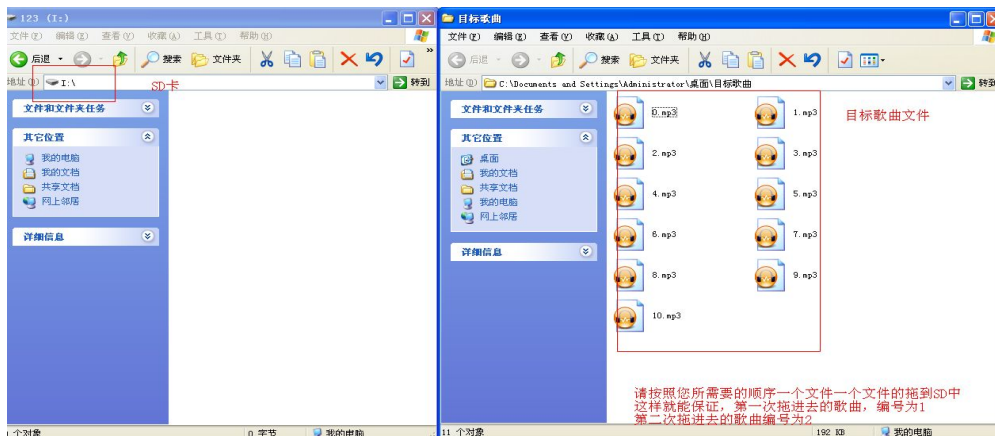 123 (I:)
文件(F) 编辑(E) 查看(V) 收藏(A) 工具(T) 帮助(H)
后退 搜索 文件夹 »
地址(D) I:\ 转到
SD卡
文件和文件夹任务
其它位置
我的电脑
我的文档
共享文档
网上邻居
详细信息
个对象 0 字节 我的电脑
目标歌曲
文件(F) 编辑(E) 查看(V) 收藏(A) 工具(T) 帮助(H)
后退 搜索 文件夹
地址(D) C:\Documents and Settings\Administrator\桌面\目标歌曲 转到
文件和文件夹任务
其它位置
桌面
我的文档
共享文档
我的电脑
网上邻居
详细信息
0.mp3 1.mp3
2.mp3 3.mp3
4.mp3 5.mp3
6.mp3 7.mp3
8.mp3 9.mp3
10.mp3
目标歌曲文件
请按照您所需要的顺序一个文件一个文件的拖到SD中
这样就能保证，第一次拖进去的歌曲，编号为1
第二次拖进去的歌曲编号为2
11 个对象 192 KB 我的电脑